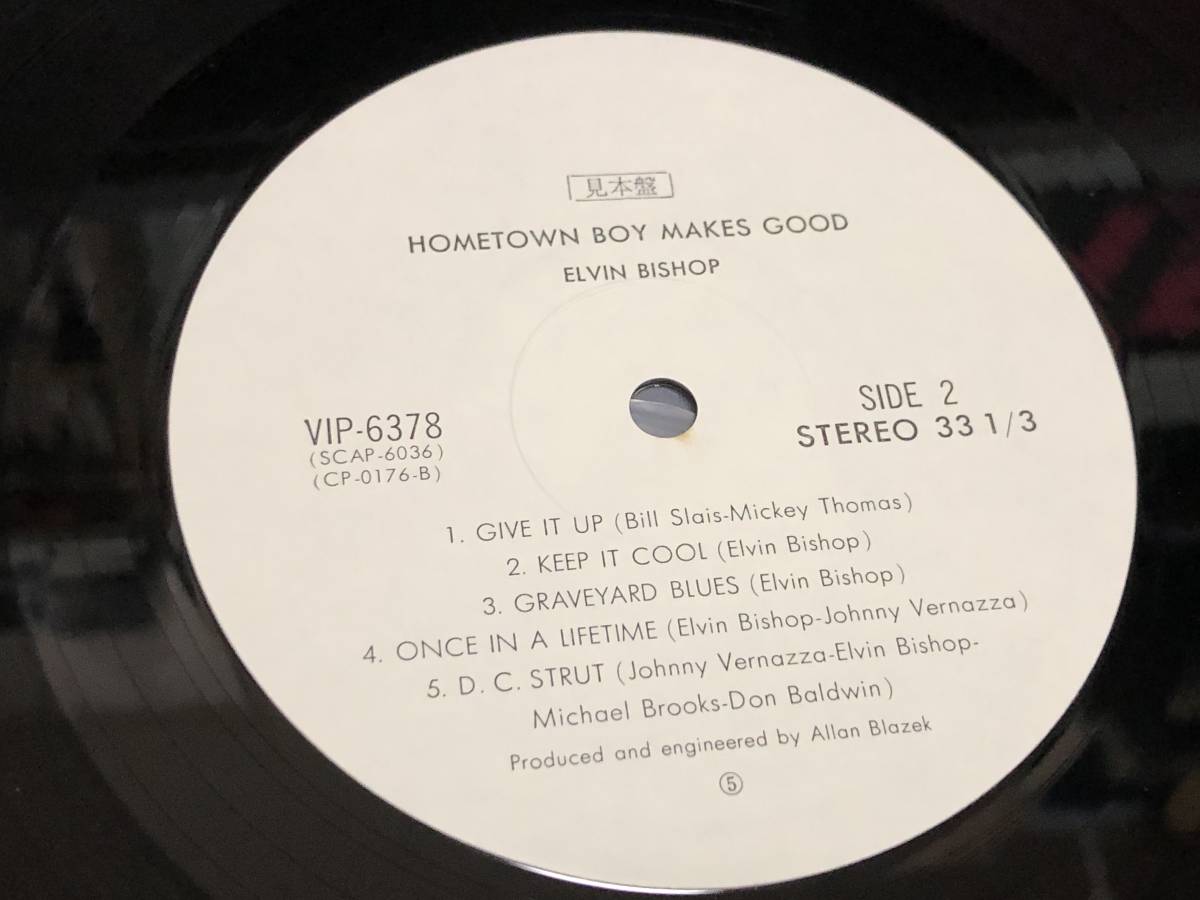 見本盤
HOMETOWN BOY MAKES GOOD
ELVIN BISHOP
VIP-6378
(SCAP-6036)
(CP-0176-B)
SIDE 2
STEREO 33 1/3
1. GIVE IT UP (Bill Slais-Mickey Thomas)
2. KEEP IT COOL (Elvin Bishop)
3. GRAVEYARD BLUES (Elvin Bishop)
4. ONCE IN A LIFETIME (Elvin Bishop-Johnny Vernazza)
5. D. C. STRUT (Johnny Vernazza-Elvin Bishop-
Michael Brooks-Don Baldwin)
Produced and engineered by Allan Blazek
⑤